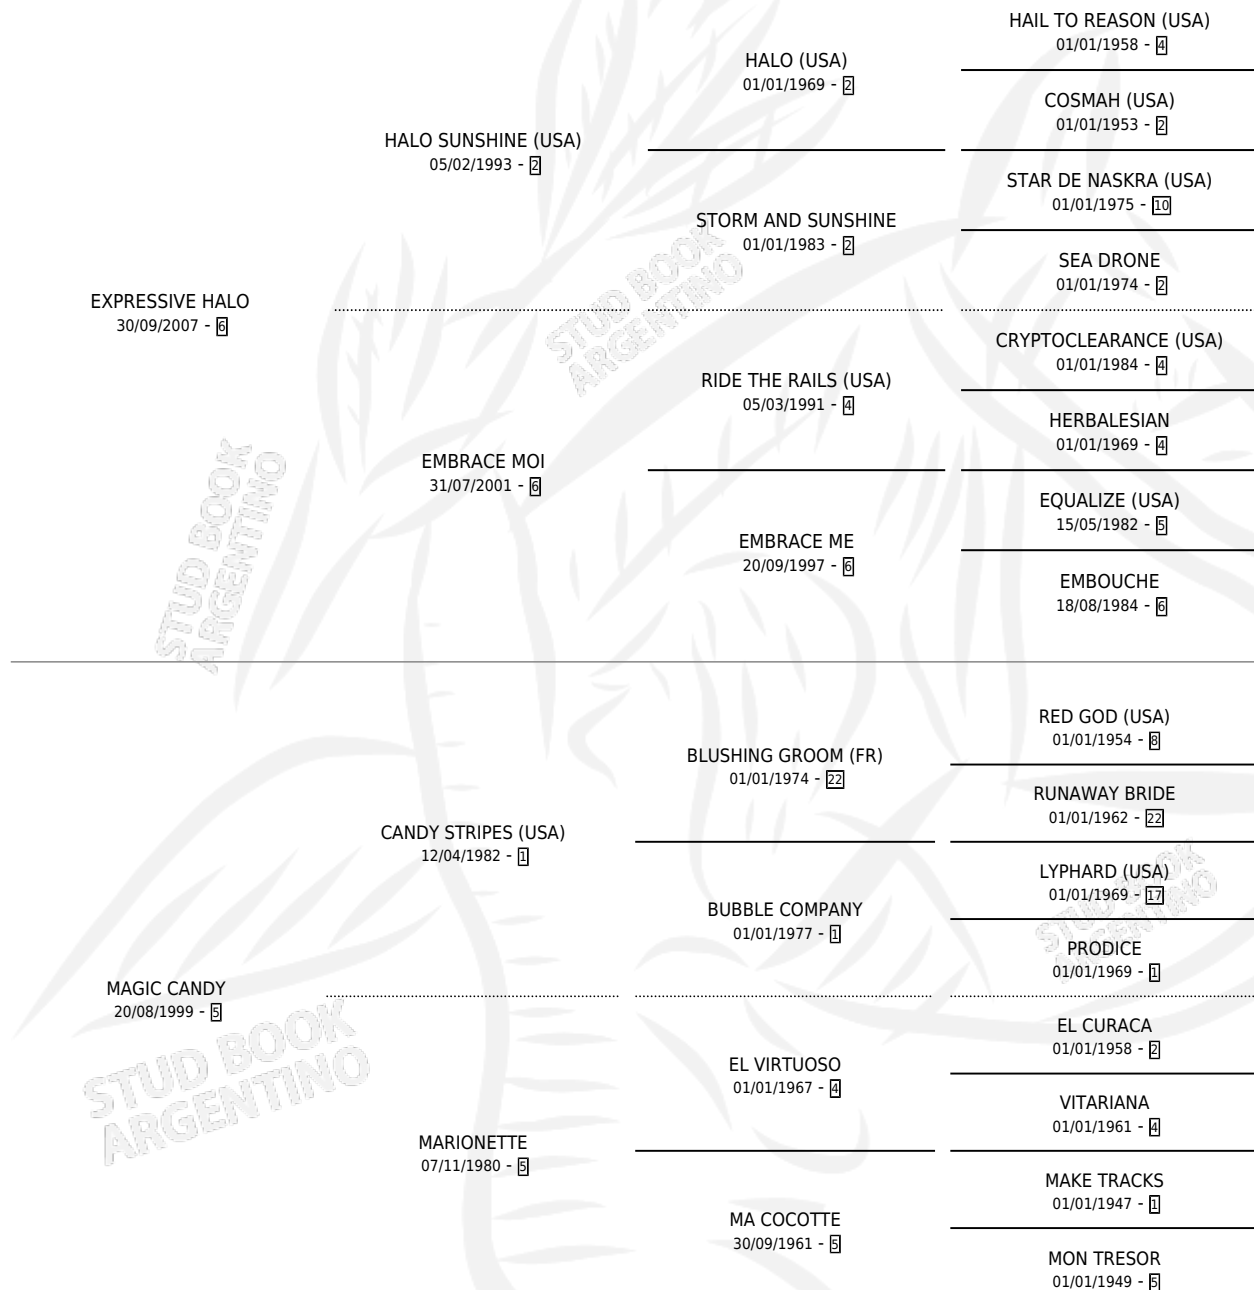 EXPRESSIVE HALO
30/09/2007 - 6
HALO SUNSHINE (USA)
05/02/1993 - 2
HALO (USA)
01/01/1969 - 2
HAIL TO REASON (USA)
01/01/1958 - 4
COSMAH (USA)
01/01/1953 - 2
STORM AND SUNSHINE
01/01/1983 - 2
STAR DE NASKRA (USA)
01/01/1975 - 10
SEA DRONE
01/01/1974 - 2
EMBRACE MOI
31/07/2001 - 6
RIDE THE RAILS (USA)
05/03/1991 - 4
CRYPTOCLEARANCE (USA)
01/01/1984 - 4
HERBALESIAN
01/01/1969 - 4
EMBRACE ME
20/09/1997 - 6
EQUALIZE (USA)
15/05/1982 - 5
EMBOUCHE
18/08/1984 - 6
MAGIC CANDY
20/08/1999 - 5
CANDY STRIPES (USA)
12/04/1982 - 1
BLUSHING GROOM (FR)
01/01/1974 - 22
RED GOD (USA)
01/01/1954 - 8
RUNAWAY BRIDE
01/01/1962 - 22
BUBBLE COMPANY
01/01/1977 - 1
LYPHARD (USA)
01/01/1969 - 17
PRODICE
01/01/1969 - 1
MARIONETTE
07/11/1980 - 5
EL VIRTUOSO
01/01/1967 - 4
EL CURACA
01/01/1958 - 2
VITARIANA
01/01/1961 - 4
MA COCOTTE
30/09/1961 - 5
MAKE TRACKS
01/01/1947 - 1
MON TRESOR
01/01/1949 - 5
STUD BOOK
ARGENTINO
STUD BOOK
ARGENTINO
STUD BOOK
ARGENTINO
STUD BOOK
ARGENTINO